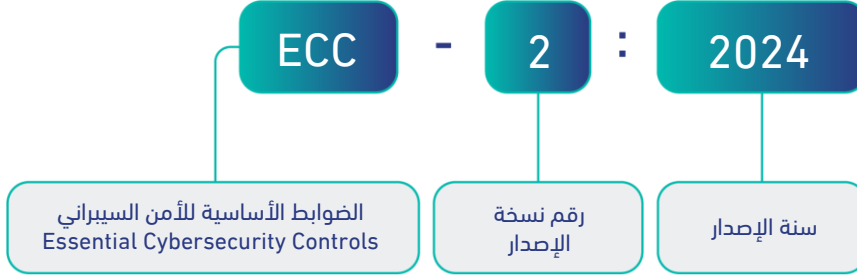 ECC - 2 : 2024
الضوابط الأساسية للأمن السيبراني
Essential Cybersecurity Controls
رقم نسخة
الإصدار
سنة الإصدار